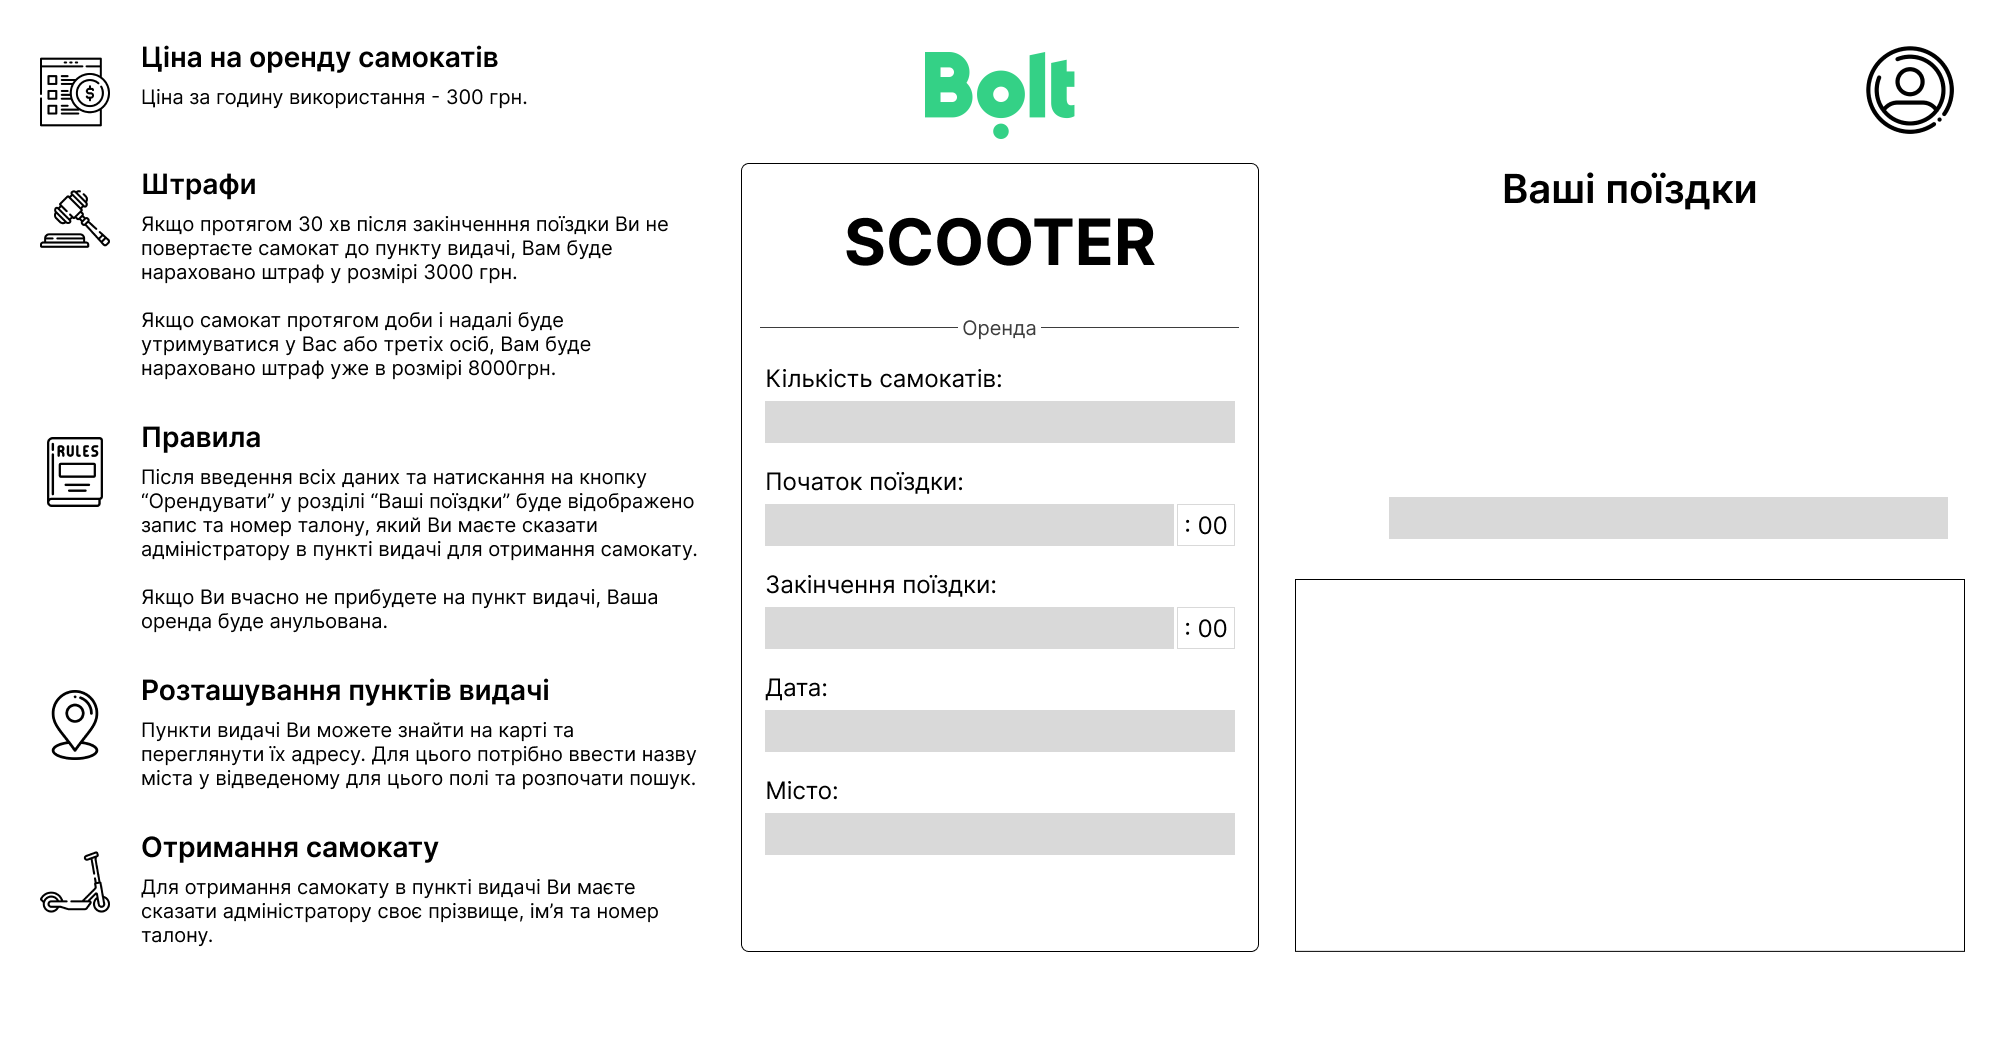 Ціна на оренду самокатів
Ціна за годину використання - 300 грн.
Штрафи
Якщо протягом 30 хв після закінченння поїздки Ви не
повертаєте самокат до пункту видачі, Вам буде
нараховано штраф у розмірі 3000 грн.
Якщо самокат протягом доби і надалі буде
утримуватися у Вас або третіх осіб, Вам буде
нараховано штраф уже в розмірі 8000грн.
RULES
Правила
Після введення всіх даних та натискання на кнопку
“Орендувати” у розділі “Ваші поїздки” буде відображено
запис та номер талону, який Ви маєте сказати
адміністратору в пункті видачі для отримання самокату.
Якщо Ви вчасно не прибудете на пункт видачі, Ваша
оренда буде анульована.
Розташування пунктів видачі
Пункти видачі Ви можете знайти на карті та
переглянути їх адресу. Для цього потрібно ввести назву
міста у відведеному для цього полі та розпочати пошук.
Отримання самокату
Для отримання самокату в пункті видачі Ви маєте
сказати адміністратору своє прізвище, ім’я та номер
талону.
Bolt
SCOOTER
Оренда
Кількість самокатів:
Початок поїздки:
: 00
Закінчення поїздки:
: 00
Дата:
Місто:
Ваші поїздки